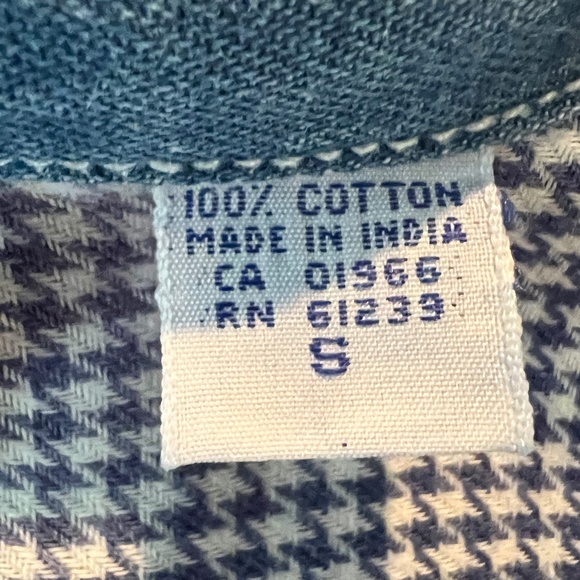 100% COTTON
MADE IN INDIA
CA 01966
RN 61239
S